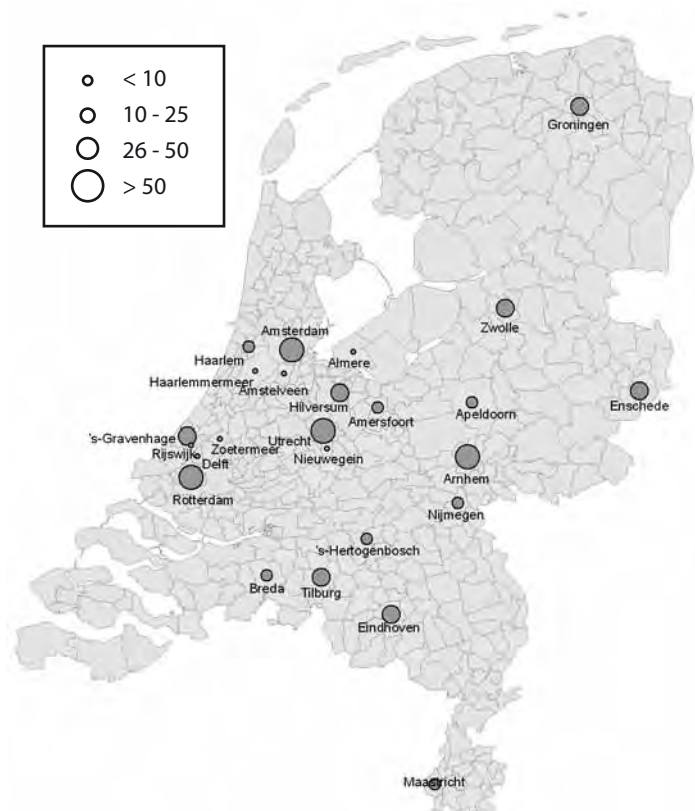 < 10
10 - 25
26 - 50
> 50
Groningen
Zwolle
Amsterdam
Haarlem
Almere
Haarlemmermeer
Amstelveen
Hilversum
Amersfoort
Apeldoorn
Enschede
's-Gravenhage
Utrecht
Zoetermeer
Rijswijk
Nieuwegein
Delft
Arnhem
Rotterdam
Nijmegen
's-Hertogenbosch
Breda
Tilburg
Eindhoven
Maastricht